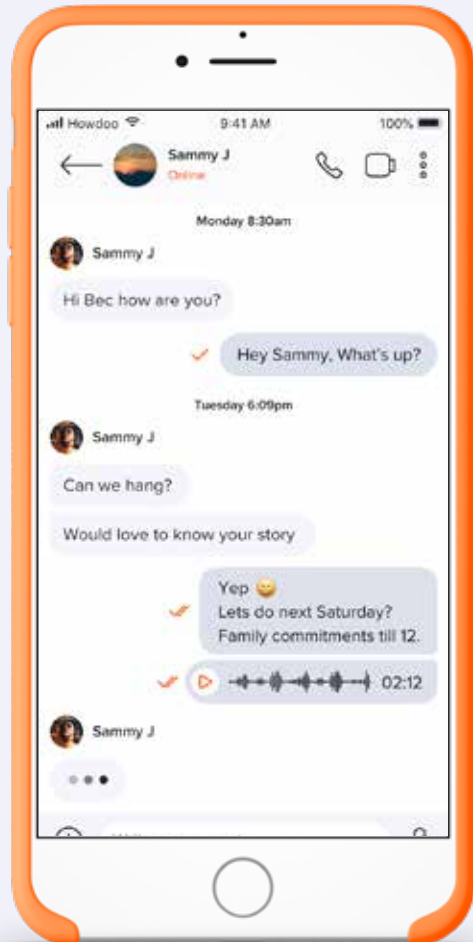 Howdoo 9:41 AM 100%
Sammy J
Online
Monday 8:30am
Sammy J
Hi Bec how are you?
Hey Sammy, What's up?
Tuesday 6:09pm
Sammy J
Can we hang?
Would love to know your story
Yep 😄
Lets do next Saturday?
Family commitments till 12.
02:12
Sammy J